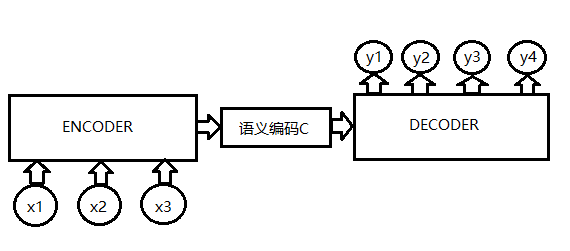 y1 y2 y3 y4
ENCODER 语义编码C DECODER
x1 x2 x3